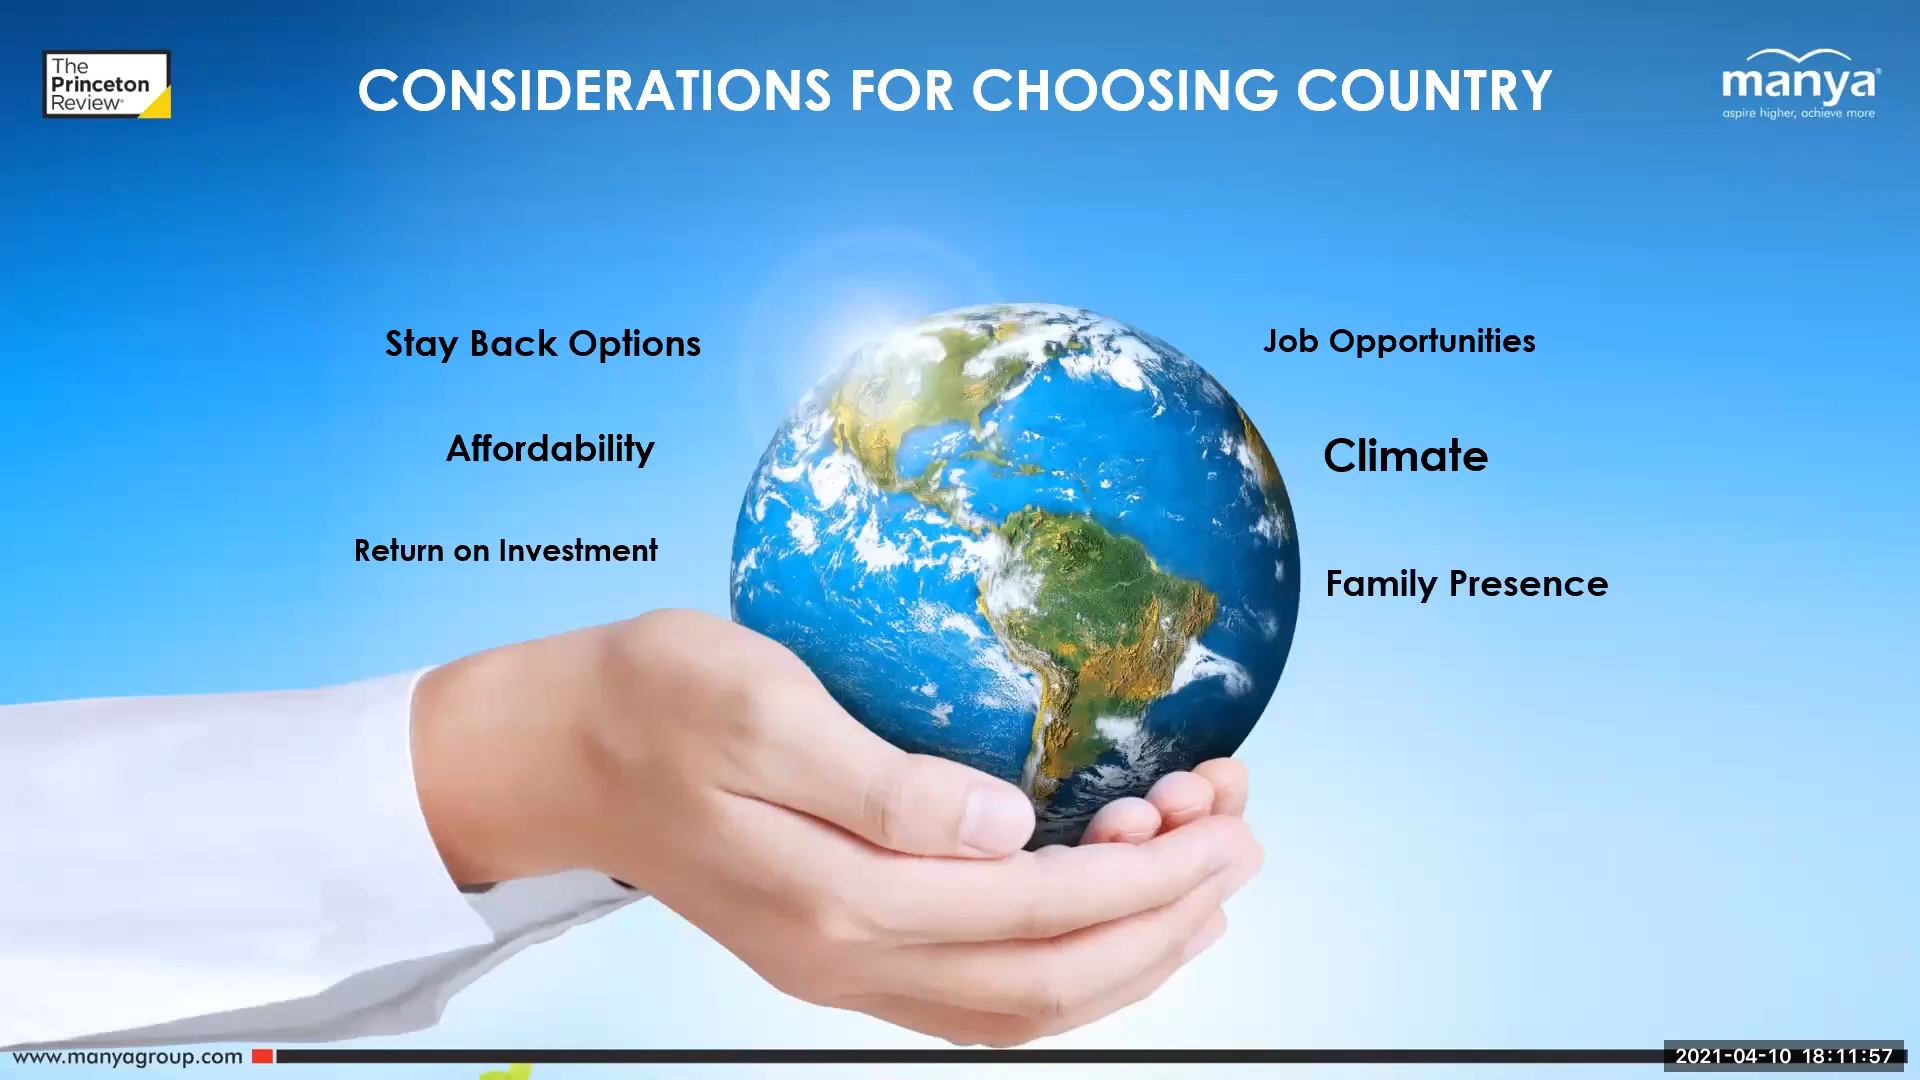 The
Princeton
Review
CONSIDERATIONS FOR CHOOSING COUNTRY
manya®
aspire higher, achieve more
Stay Back Options
Job Opportunities
Affordability
Climate
Return on Investment
Family Presence
www.manyagroup.com
2021-04-10 18:11:57